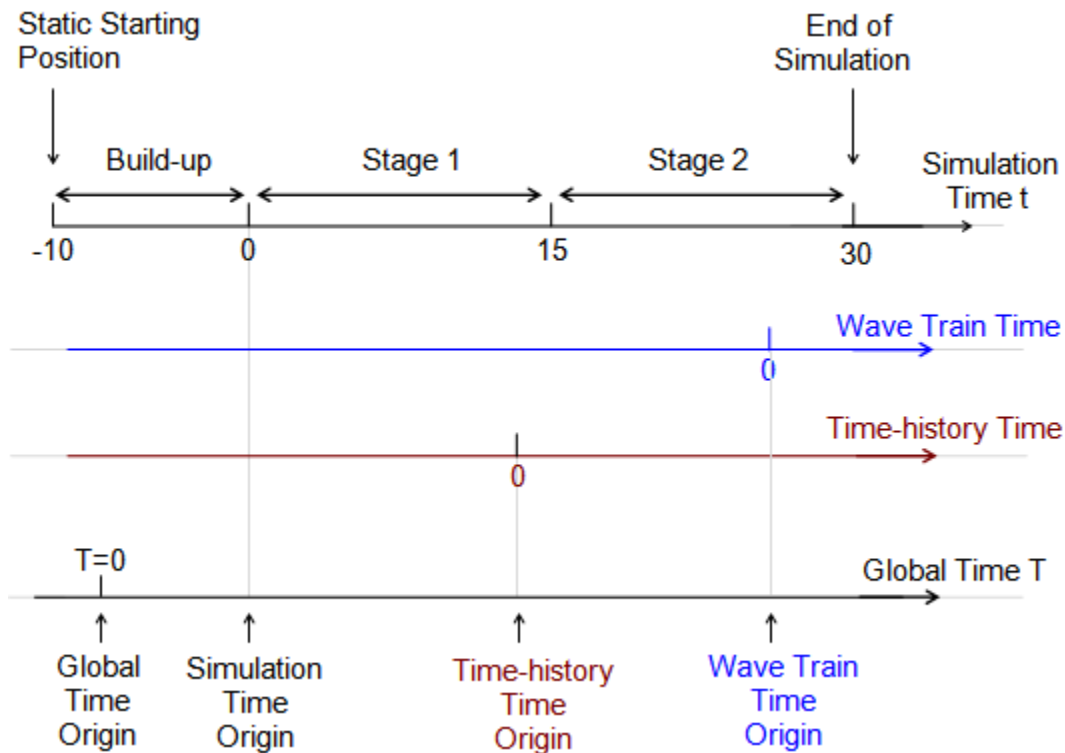 Static Starting
Position
End of
Simulation
Build-up
Stage 1
Stage 2
Simulation
Time t
-10
0
15
30
Wave Train Time
0
Time-history Time
0
T=0
Global Time T
Global
Time
Origin
Simulation
Time
Origin
Time-history
Time
Origin
Wave Train
Time
Origin